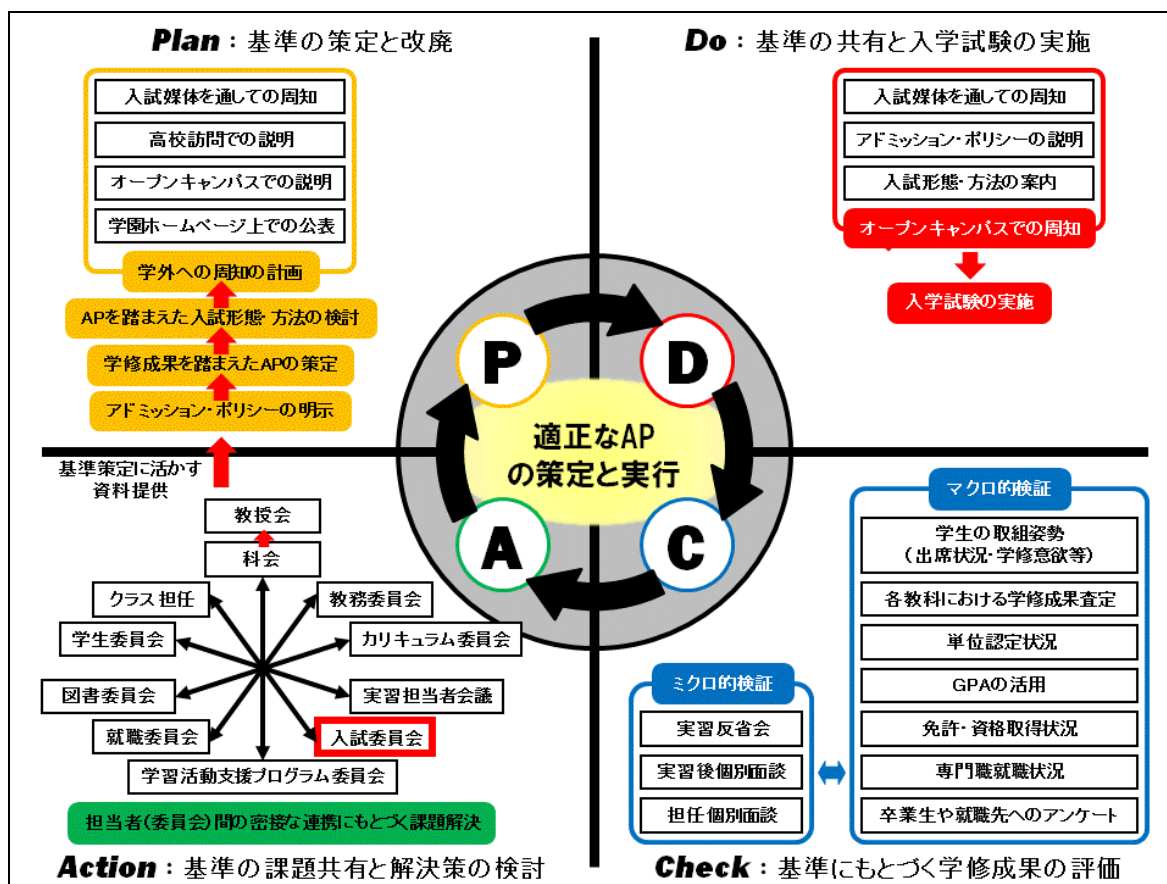 Plan：基準の策定と改廃
入試媒体を通しての周知
高校訪問での説明
オープンキャンパスでの説明
学園ホームページ上での公表
学外への周知の計画
APを踏まえた入試形態・方法の検討
学修成果を踏まえたAPの策定
アドミッション・ポリシーの明示
Do：基準の共有と入学試験の実施
入試媒体を通しての周知
アドミッション・ポリシーの説明
入試形態・方法の案内
オープンキャンパスでの周知
入学試験の実施
P
D
適正なAP
の策定と実行
A
C
基準策定に活かす
資料提供
教授会
科会
クラス担任
教務委員会
学生委員会
カリキュラム委員会
図書委員会
実習担当者会議
就職委員会
入試委員会
学習活動支援プログラム委員会
担当者(委員会)間の密接な連携にもとづく課題解決
Action：基準の課題共有と解決策の検討
ミクロ的検証
実習反省会
実習後個別面談
担任個別面談
マクロ的検証
学生の取組姿勢
(出席状況・学修意欲等)
各教科における学修成果査定
単位認定状況
GPAの活用
免許・資格取得状況
専門職就職状況
卒業生や就職先へのアンケート
Check：基準にもとづく学修成果の評価